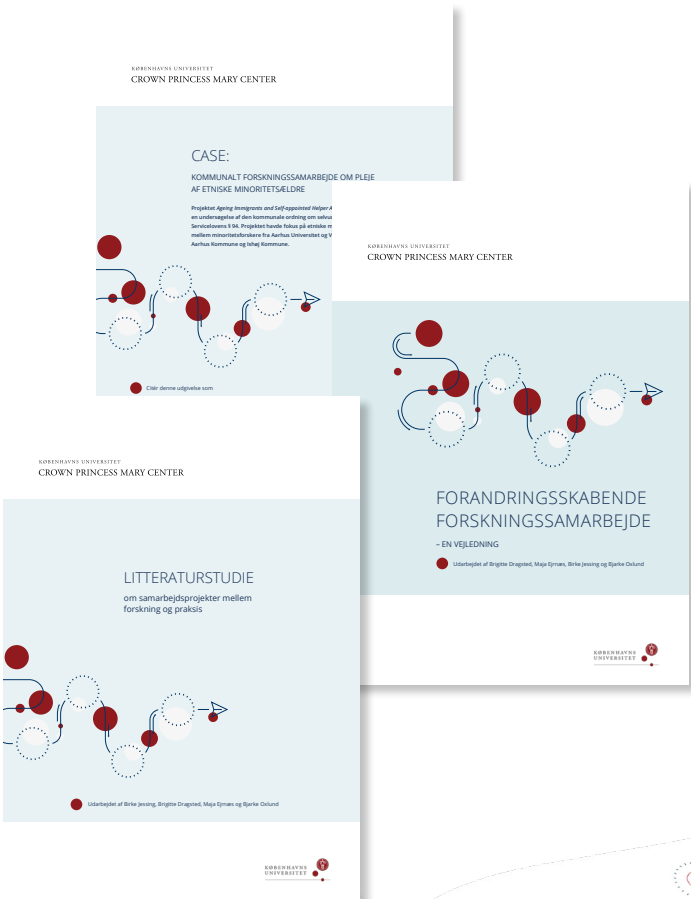 KØBENHAVNS UNIVERSITET
CROWN PRINCESS MARY CENTER
CASE:
KOMMUNALT FORSKNINGSSAMARBEJDE OM PLEJE
AF ETNISKE MINORITETSÆLDRE
Projektet Ageing Immigrants and Self-appointed Helper
en undersøgelse af den kommunale ordning om
Servicelovens § 94. Projektet havde fokus på etniske
mellem minoritetsforskere fra Aarhus Universitet og
Aarhus Kommune og Ishøj Kommune.
Citér denne udgivelse som
KØBENHAVNS UNIVERSITET
CROWN PRINCESS MARY CENTER
FORANDRINGSSKABENDE
FORSKNINGSSAMARBEJDE
– EN VEJLEDNING
Udarbejdet af Brigitte Dragsted, Maja Ejrnæs, Birke Jessing og Bjarke Oxlund
KØBENHAVNS
UNIVERSITET
KØBENHAVNS UNIVERSITET
CROWN PRINCESS MARY CENTER
LITTERATURSTUDIE
om samarbejdsprojekter mellem
forskning og praksis
Udarbejdet af Birke Jessing, Brigitte Dragsted, Maja Ejrnæs og Bjarke Oxlund
KØBENHAVNS
UNIVERSITET